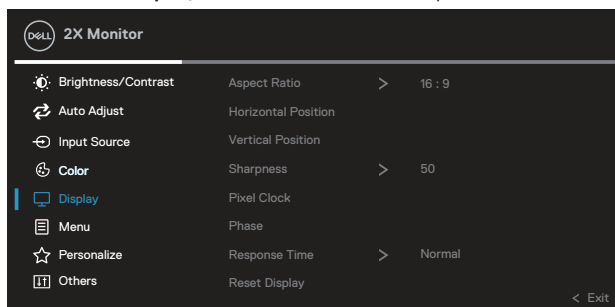 DELL 2X Monitor
Brightness/Contrast Aspect Ratio > 16 : 9
Auto Adjust Horizontal Position
Input Source Vertical Position
Color Sharpness > 50
Display Pixel Clock
Menu Phase
Personalize Response Time > Normal
Others Reset Display
< Exit